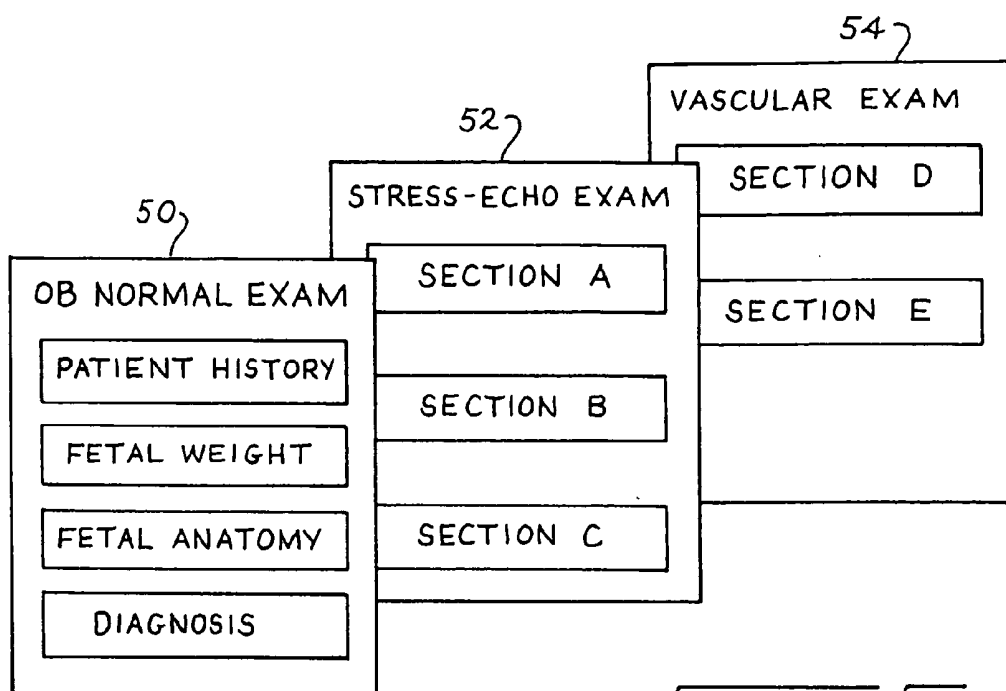 54
VASCULAR EXAM
SECTION D
SECTION E
52
STRESS-ECHO EXAM
SECTION A
SECTION B
SECTION C
50
OB NORMAL EXAM
PATIENT HISTORY
FETAL WEIGHT
FETAL ANATOMY
DIAGNOSIS